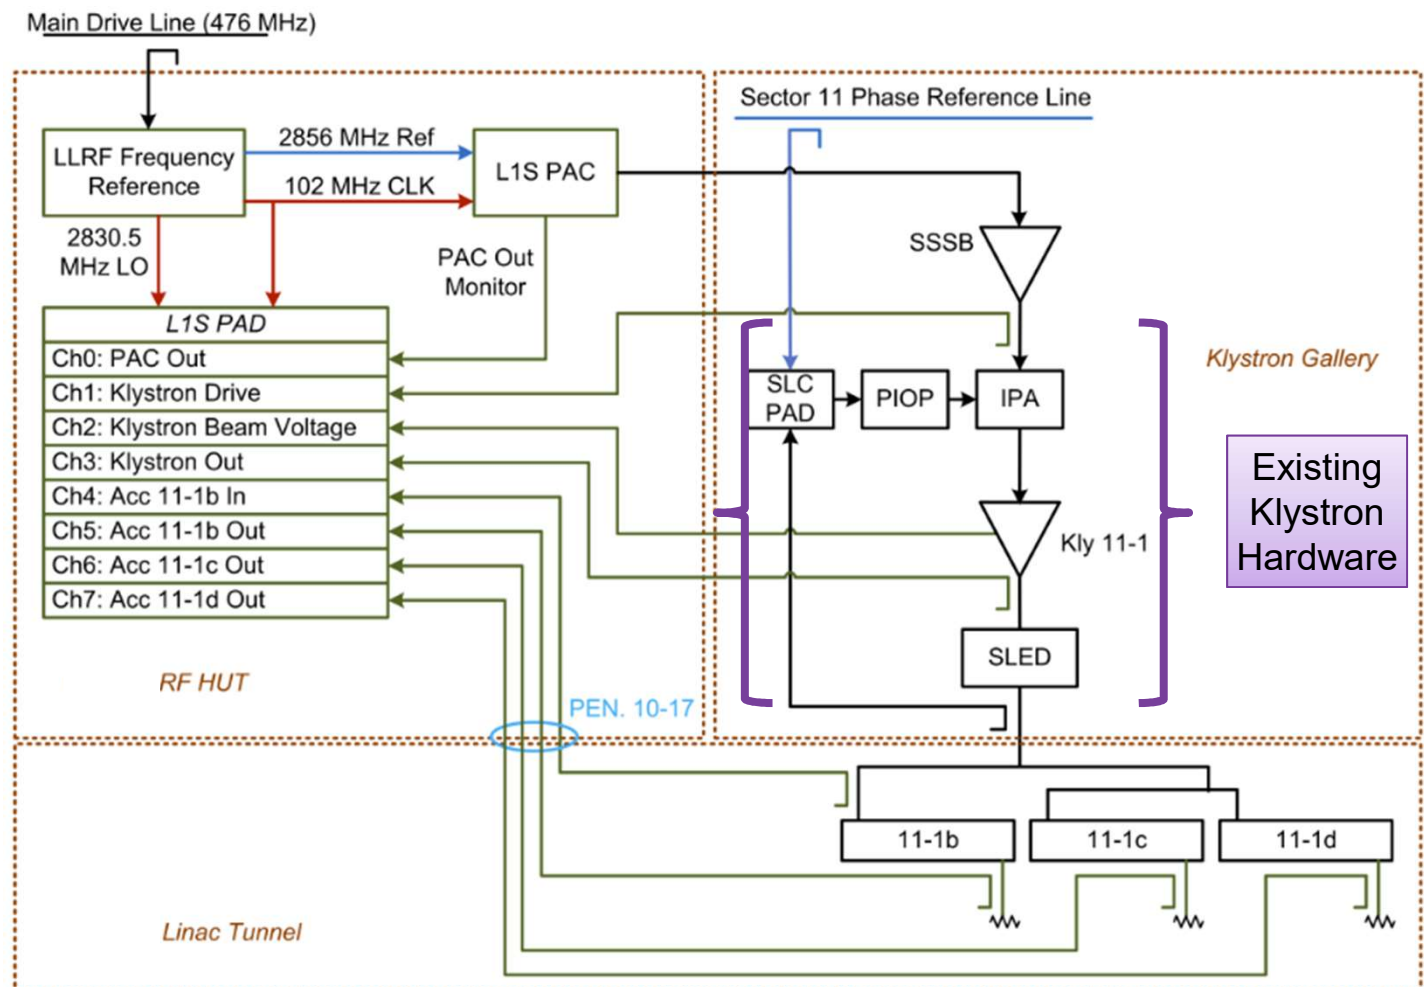 Main Drive Line (476 MHz)
Sector 11 Phase Reference Line
LLRF Frequency
Reference
2856 MHz Ref
102 MHz CLK
L1S PAC
2830.5
MHz LO
PAC Out
Monitor
SSSB
L1S PAD
Ch0: PAC Out
Ch1: Klystron Drive
Ch2: Klystron Beam Voltage
Ch3: Klystron Out
Ch4: Acc 11-1b In
Ch5: Acc 11-1b Out
Ch6: Acc 11-1c Out
Ch7: Acc 11-1d Out
SLC
PAD
PIOP
IPA
Klystron Gallery
Existing
Klystron
Hardware
Kly 11-1
SLED
RF HUT
PEN. 10-17
11-1b
11-1c
11-1d
Linac Tunnel